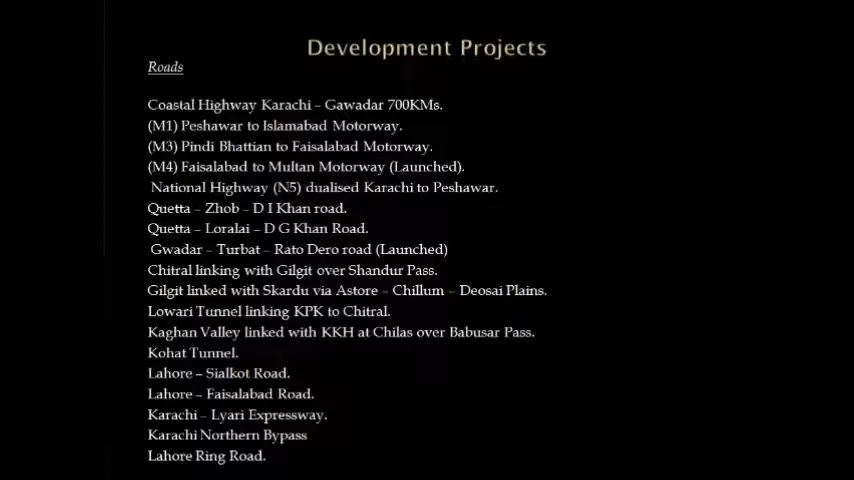 Development Projects
Roads
Coastal Highway Karachi – Gawadar 700KMs.
(M1) Peshawar to Islamabad Motorway.
(M3) Pindi Bhattian to Faisalabad Motorway.
(M4) Faisalabad to Multan Motorway (Launched).
National Highway (N5) dualised Karachi to Peshawar.
Quetta – Zhob – D I Khan road.
Quetta – Loralai – D G Khan Road.
Gwadar – Turbat – Rato Dero road (Launched)
Chitral linking with Gilgit over Shandur Pass.
Gilgit linked with Skardu via Astore – Chillum – Deosai Plains.
Lowari Tunnel linking KPK to Chitral.
Kaghan Valley linked with KKH at Chilas over Babusar Pass.
Kohat Tunnel.
Lahore – Sialkot Road.
Lahore – Faisalabad Road.
Karachi – Lyari Expressway.
Karachi Northern Bypass
Lahore Ring Road.